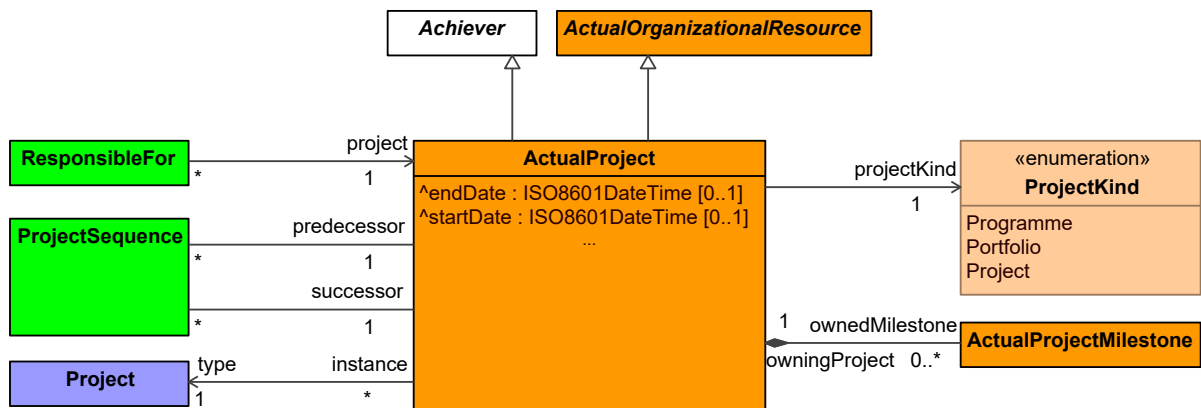 Achiever
ActualOrganizationalResource
ResponsibleFor
project
*
1
ActualProject
^endDate : ISO8601DateTime [0..1]
^startDate : ISO8601DateTime [0..1]
...
projectKind
1
«enumeration»
ProjectKind
Programme
Portfolio
Project
ProjectSequence
predecessor
*
1
successor
*
1
1
ownedMilestone
owningProject
0..*
ActualProjectMilestone
Project
type
instance
1
*